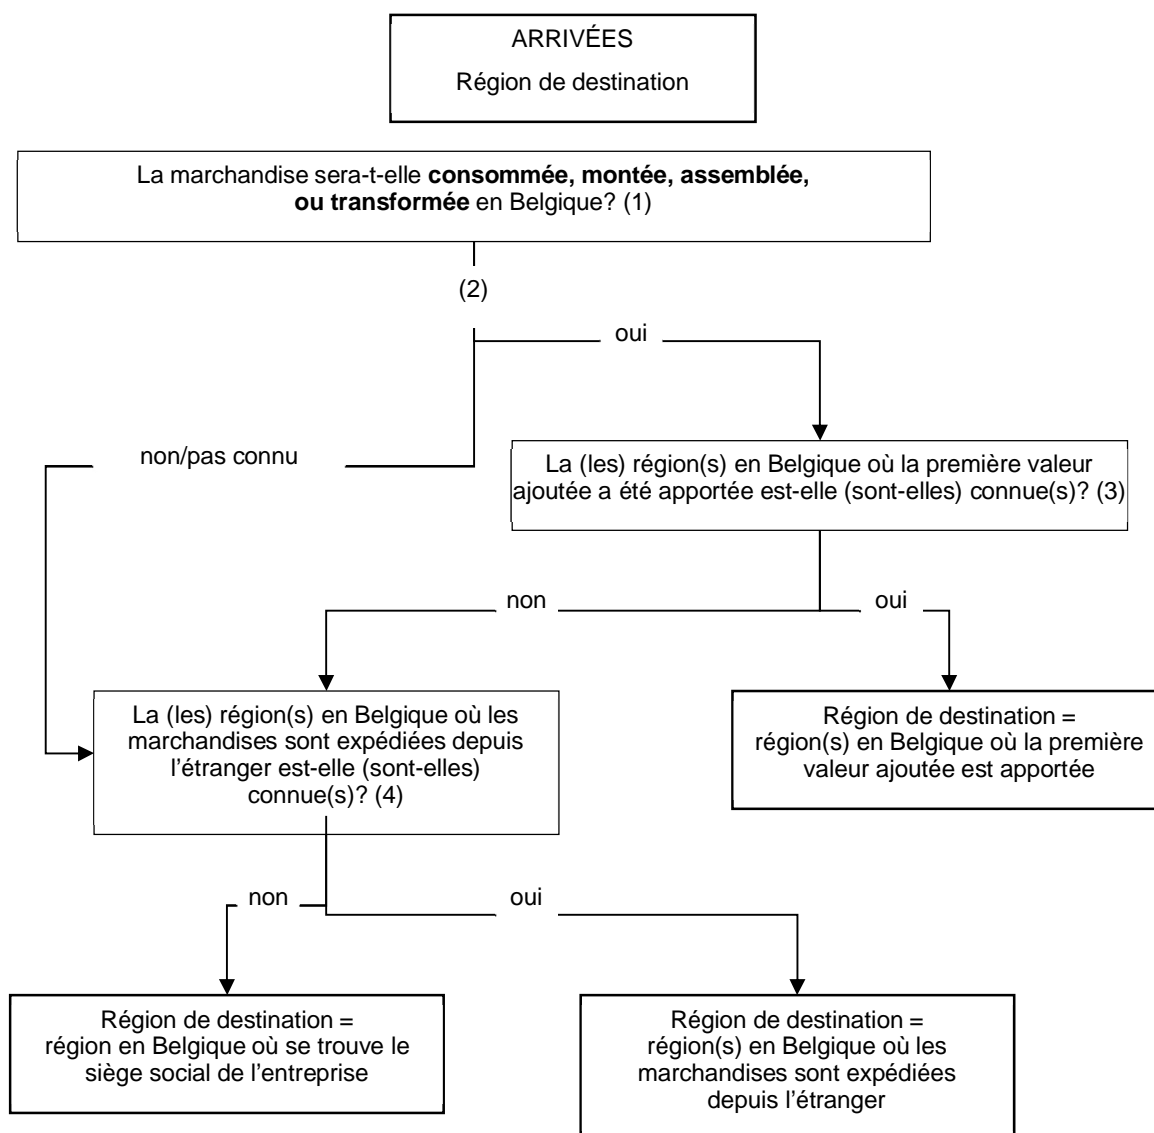 ARRIVÉES
Région de destination
La marchandise sera-t-elle consommée, montée, assemblée,
ou transformée en Belgique? (1)
(2)
oui
non/pas connu
La (les) région(s) en Belgique où la première valeur
ajoutée a été apportée est-elle (sont-elles) connue(s)? (3)
non
oui
La (les) région(s) en Belgique où les
marchandises sont expédiées depuis
l’étranger est-elle (sont-elles)
connue(s)? (4)
Région de destination =
région(s) en Belgique où la première
valeur ajoutée est apportée
non
oui
Région de destination =
région en Belgique où se trouve le
siège social de l’entreprise
Région de destination =
région(s) en Belgique où les
marchandises sont expédiées
depuis l’étranger